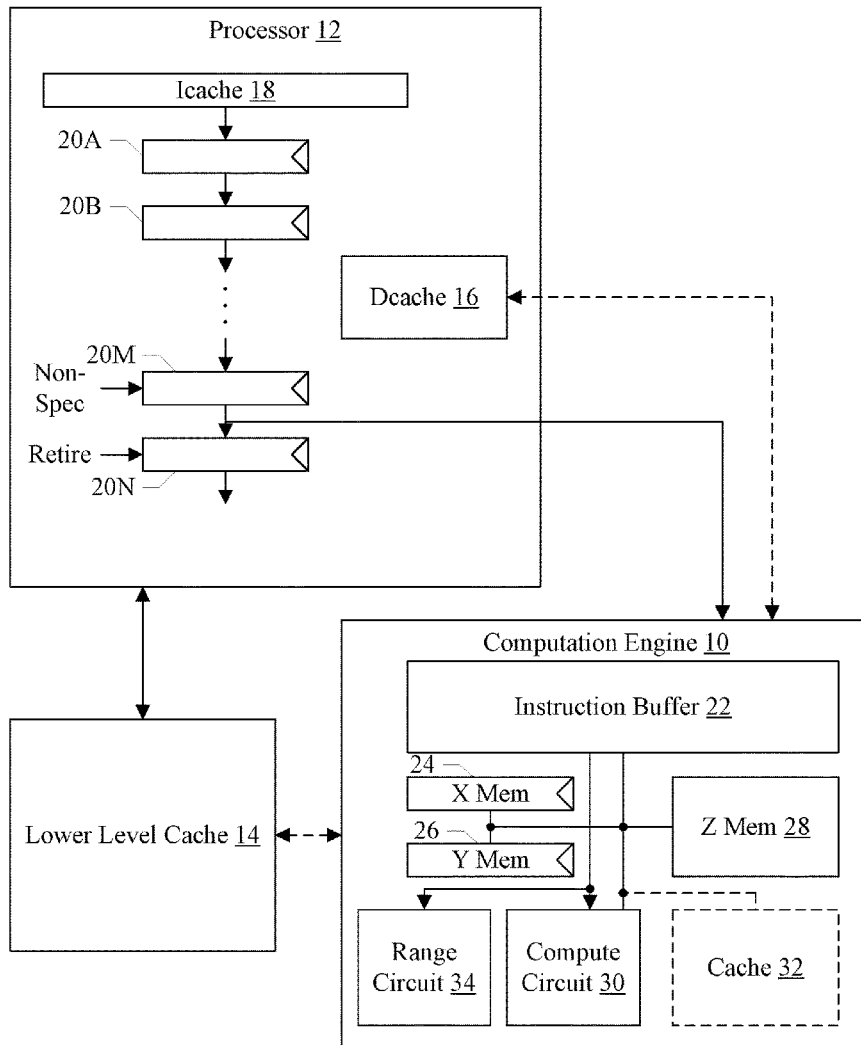 Processor 12
Icache 18
20A
20B
Dcache 16
20M
Non-
Spec
Retire
20N
Computation Engine 10
Instruction Buffer 22
24
X Mem
26
Y Mem
Z Mem 28
Lower Level Cache 14
Range
Circuit 34
Compute
Circuit 30
Cache 32